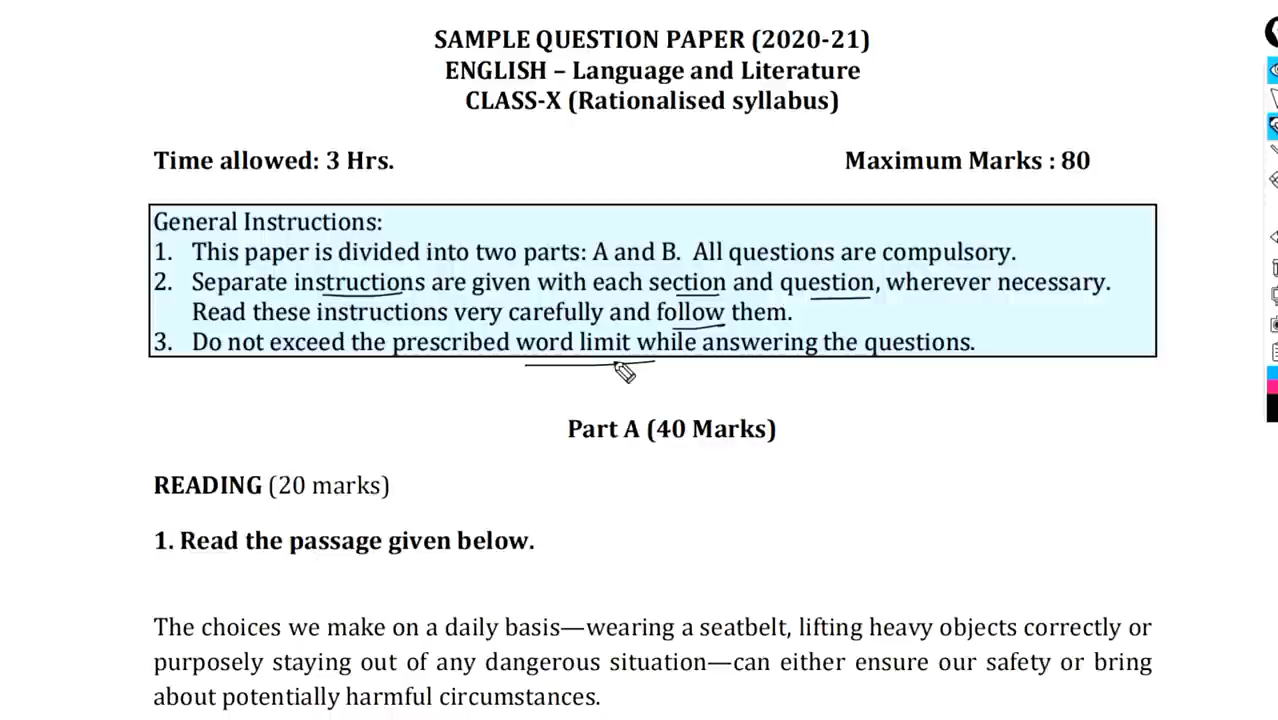 SAMPLE QUESTION PAPER (2020-21)
ENGLISH – Language and Literature
CLASS-X (Rationalised syllabus)
Time allowed: 3 Hrs. Maximum Marks : 80
General Instructions:
1. This paper is divided into two parts: A and B. All questions are compulsory.
2. Separate instructions are given with each section and question, wherever necessary.
Read these instructions very carefully and follow them.
3. Do not exceed the prescribed word limit while answering the questions.
Part A (40 Marks)
READING (20 marks)
1. Read the passage given below.
The choices we make on a daily basis—wearing a seatbelt, lifting heavy objects correctly or
purposely staying out of any dangerous situation—can either ensure our safety or bring
about potentially harmful circumstances.